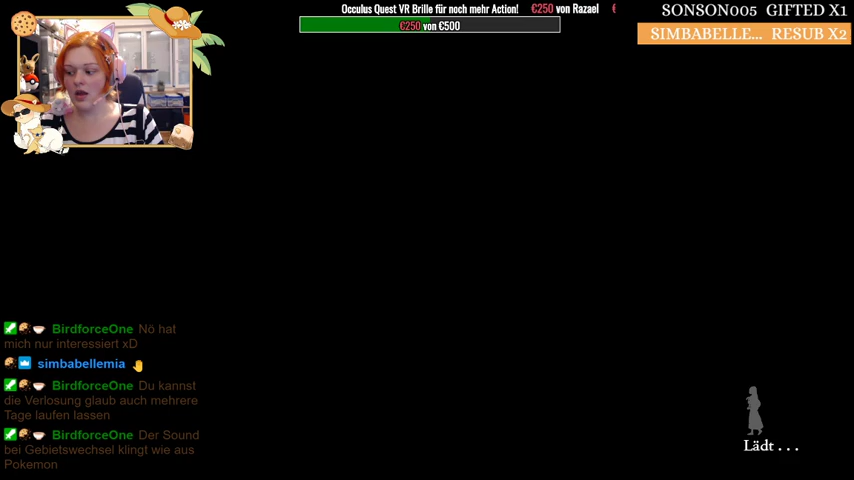 Occulus Quest VR Brille für noch mehr Action! €250 von Razael €
€250 von €500
SONSON005 GIFTED X1
SIMBABELLE... RESUB X2
BirdforceOne Nö hat
mich nur interessiert xD
simbabellemia
BirdforceOne Du kannst
die Verlosung glaub auch mehrere
Tage laufen lassen
BirdforceOne Der Sound
bei Gebietswechsel klingt wie aus
Pokemon
Lädt . . .